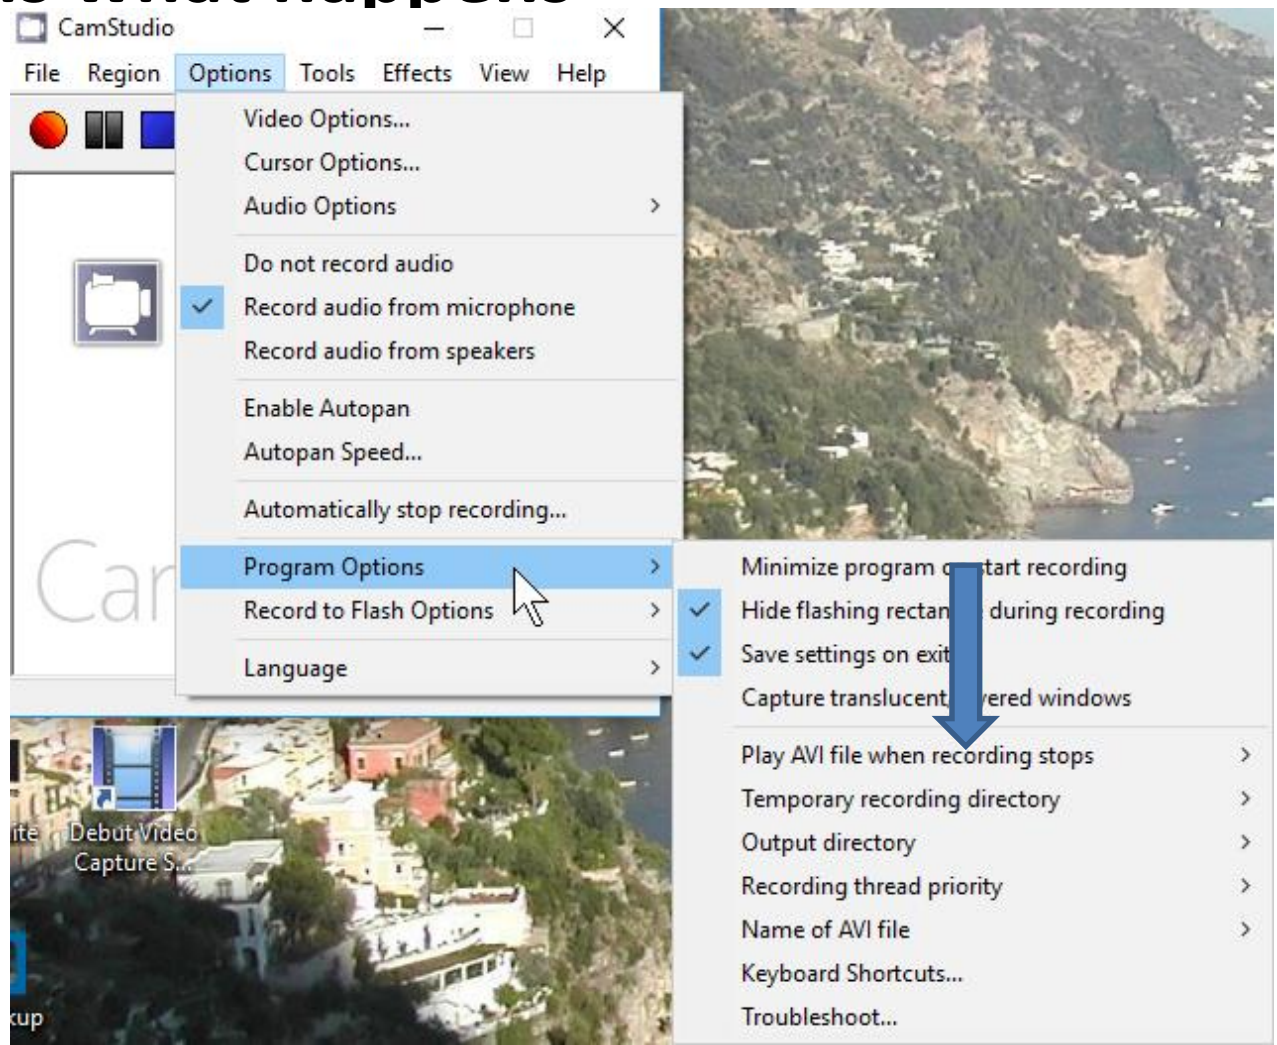 what happens
CamStudio
File Region Options Tools Effects View Help
Video Options...
Cursor Options...
Audio Options
Do not record audio
Record audio from microphone
Record audio from speakers
Enable Autopan
Autopan Speed...
Automatically stop recording...
Program Options
Record to Flash Options
Language
Minimize program start recording
Hide flashing during recording
Save settings on exit
Capture translucent windows
Play AVI file when recording stops
Temporary recording directory
Output directory
Recording thread priority
Name of AVI file
Keyboard Shortcuts...
Troubleshoot...
Cam
Debut Video
Capture S...